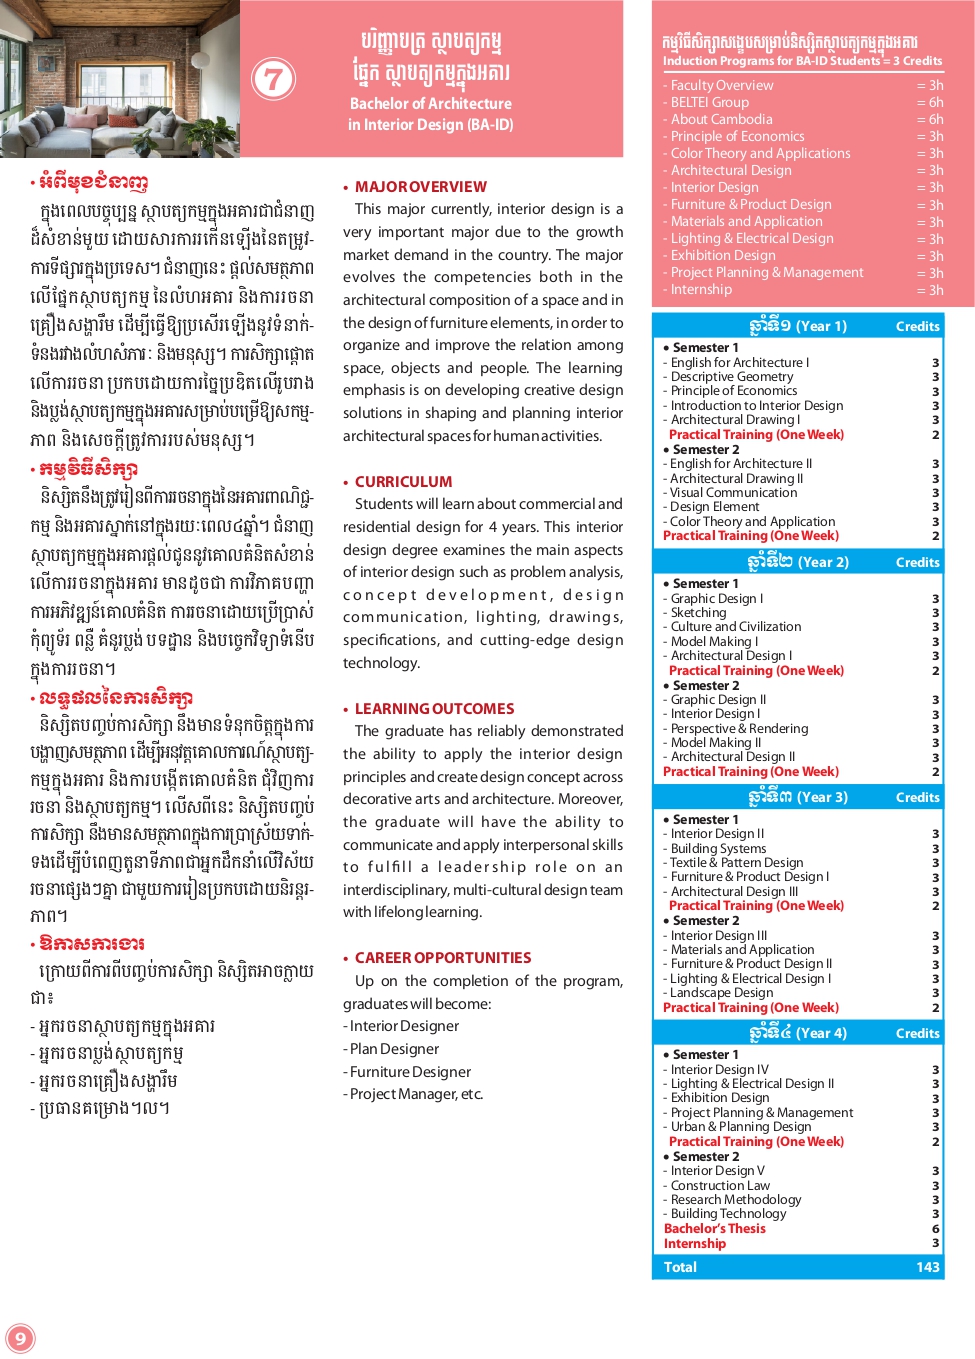 7
បរិញ្ញាបត្រ ស្ថាបត្យកម្ម
ផ្នែក ស្ថាបត្យកម្មក្នុងអគារ
Bachelor of Architecture
in Interior Design (BA-ID)
• អំពីមុខជំនាញ
ក្នុងពេលបច្ចុប្បន្ន ស្ថាបត្យកម្មក្នុងអគារជាជំនាញ
ដ៏សំខាន់មួយ ដោយសារការរកើនឡើងនៃតម្រូវ-
ការទីផ្សារក្នុងប្រទេស។ ជំនាញនេះ ផ្តល់សមត្ថភាព
លើផ្នែកស្ថាបត្យកម្ម នៃលំហអគារ និងការរចនា
គ្រឿងសង្ហារឹម ដើម្បីធ្វើឱ្យប្រសើរឡើងនូវទំនាក់-
ទំនងរវាងលំហសំភារៈ និងមនុស្ស។ ការសិក្សាផ្តោត
លើការរចនា ប្រកបដោយការច្នៃប្រឌិតលើរូបរាង
និងប្លង់ស្ថាបត្យកម្មក្នុងអគារសម្រាប់បម្រើឱ្យសកម្ម-
ភាព និងសេចក្តីត្រូវការរបស់មនុស្ស។
• កម្មវិធីសិក្សា
និស្សិតនឹងត្រូវរៀនពីការរចនាក្នុងនៃអគារពាណិជ្ជ-
កម្ម និងអគារស្នាក់នៅក្នុងរយៈពេល៤ឆ្នាំ។ ជំនាញ
ស្ថាបត្យកម្មក្នុងអគារផ្តល់ជូននូវគោលគំនិតសំខាន់
លើការរចនាក្នុងអគារ មានដូចជា ការវិភាគបញ្ហា
ការអភិវឌ្ឍន៍គោលគំនិត ការរចនាដោយប្រើប្រាស់
កុំព្យូទ័រ ពន្លឺ គំនូរប្លង់ បទដ្ឋាន និងបច្ចេកវិទ្យាទំនើប
ក្នុងការរចនា។
• លទ្ធផលនៃការសិក្សា
និស្សិតបញ្ចប់ការសិក្សា នឹងមានទំនុកចិត្តក្នុងការ
បង្ហាញសមត្ថភាព ដើម្បីអនុវត្តគោលការណ៍ស្ថាបត្យ-
កម្មក្នុងអគារ និងការបង្កើតគោលគំនិត ជុំវិញការ
រចនា និងស្ថាបត្យកម្ម។ លើសពីនេះ និស្សិតបញ្ចប់
ការសិក្សា នឹងមានសមត្ថភាពក្នុងការប្រាស្រ័យទាក់-
ទងដើម្បីបំពេញតួនាទីភាពជាអ្នកដឹកនាំលើវិស័យ
រចនាផ្សេងៗគ្នា ជាមួយការរៀនប្រកបដោយនិរន្តរ-
ភាព។
• ឱកាសការងារ
ក្រោយពីការពីបញ្ចប់ការសិក្សា និស្សិតអាចក្លាយ
ជា៖
- អ្នករចនាស្ថាបត្យកម្មក្នុងអគារ
- អ្នករចនាប្លង់ស្ថាបត្យកម្ម
- អ្នករចនាគ្រឿងសង្ហារឹម
- ប្រធានគម្រោង។ល។
• MAJOR OVERVIEW
This major currently, interior design is a
very important major due to the growth
market demand in the country. The major
evolves the competencies both in the
architectural composition of a space and in
the design of furniture elements, in order to
organize and improve the relation among
space, objects and people. The learning
emphasis is on developing creative design
solutions in shaping and planning interior
architectural spaces for human activities.
• CURRICULUM
Students will learn about commercial and
residential design for 4 years. This interior
design degree examines the main aspects
of interior design such as problem analysis,
concept development, design
communication, lighting, drawings,
specifications, and cutting-edge design
technology.
• LEARNING OUTCOMES
The graduate has reliably demonstrated
the ability to apply the interior design
principles and create design concept across
decorative arts and architecture. Moreover,
the graduate will have the ability to
communicate and apply interpersonal skills
to fulfill a leadership role on an
interdisciplinary, multi-cultural design team
with lifelong learning.
• CAREER OPPORTUNITIES
Up on the completion of the program,
graduates will become:
- Interior Designer
- Plan Designer
- Furniture Designer
- Project Manager, etc.
កម្មវិធីសិក្សាសង្ខេបសម្រាប់និស្សិតស្ថាបត្យកម្មក្នុងអគារ
Induction Programs for BA-ID Students = 3 Credits
- Faculty Overview = 3h
- BELTEI Group = 6h
- About Cambodia = 6h
- Principle of Economics = 3h
- Color Theory and Applications = 3h
- Architectural Design = 3h
- Interior Design = 3h
- Furniture & Product Design = 3h
- Materials and Application = 3h
- Lighting & Electrical Design = 3h
- Exhibition Design = 3h
- Project Planning & Management = 3h
- Internship = 3h
ឆ្នាំទី១ (Year 1) Credits
• Semester 1
- English for Architecture I 3
- Descriptive Geometry 3
- Principle of Economics 3
- Introduction to Interior Design 3
- Architectural Drawing I 3
Practical Training (One Week) 2
• Semester 2
- English for Architecture II 3
- Architectural Drawing II 3
- Visual Communication 3
- Design Element 3
- Color Theory and Application 3
Practical Training (One Week) 2
ឆ្នាំទី២ (Year 2) Credits
• Semester 1
- Graphic Design I 3
- Sketching 3
- Culture and Civilization 3
- Model Making I 3
- Architectural Design I 3
Practical Training (One Week) 2
• Semester 2
- Graphic Design II 3
- Interior Design I 3
- Perspective & Rendering 3
- Model Making II 3
- Architectural Design II 3
Practical Training (One Week) 2
ឆ្នាំទី៣ (Year 3) Credits
• Semester 1
- Interior Design II 3
- Building Systems 3
- Textile & Pattern Design 3
- Furniture & Product Design I 3
- Architectural Design III 3
Practical Training (One Week) 2
• Semester 2
- Interior Design III 3
- Materials and Application 3
- Furniture & Product Design II 3
- Lighting & Electrical Design I 3
- Landscape Design 3
Practical Training (One Week) 2
ឆ្នាំទី៤ (Year 4) Credits
• Semester 1
- Interior Design IV 3
- Lighting & Electrical Design II 3
- Exhibition Design 3
- Project Planning & Management 3
- Urban & Planning Design 3
Practical Training (One Week) 2
• Semester 2
- Interior Design V 3
- Construction Law 3
- Research Methodology 3
- Building Technology 3
Bachelor's Thesis 6
Internship 3
Total 143
9